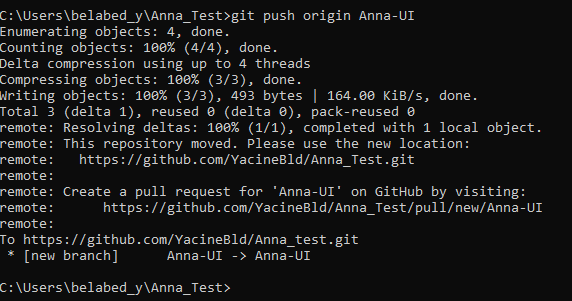 C:\Users\belabed_y\Anna_Test>git push origin Anna-UI
Enumerating objects: 4, done.
Counting objects: 100% (4/4), done.
Delta compression using up to 4 threads
Compressing objects: 100% (3/3), done.
Writing objects: 100% (3/3), 493 bytes | 164.00 KiB/s, done.
Total 3 (delta 1), reused 0 (delta 0), pack-reused 0
remote: Resolving deltas: 100% (1/1), completed with 1 local object.
remote: This repository moved. Please use the new location:
remote:   https://github.com/YacineBld/Anna_Test.git
remote:
remote: Create a pull request for 'Anna-UI' on GitHub by visiting:
remote:      https://github.com/YacineBld/Anna_Test/pull/new/Anna-UI
remote:
To https://github.com/YacineBld/Anna_test.git
 * [new branch]      Anna-UI -> Anna-UI
C:\Users\belabed_y\Anna_Test>